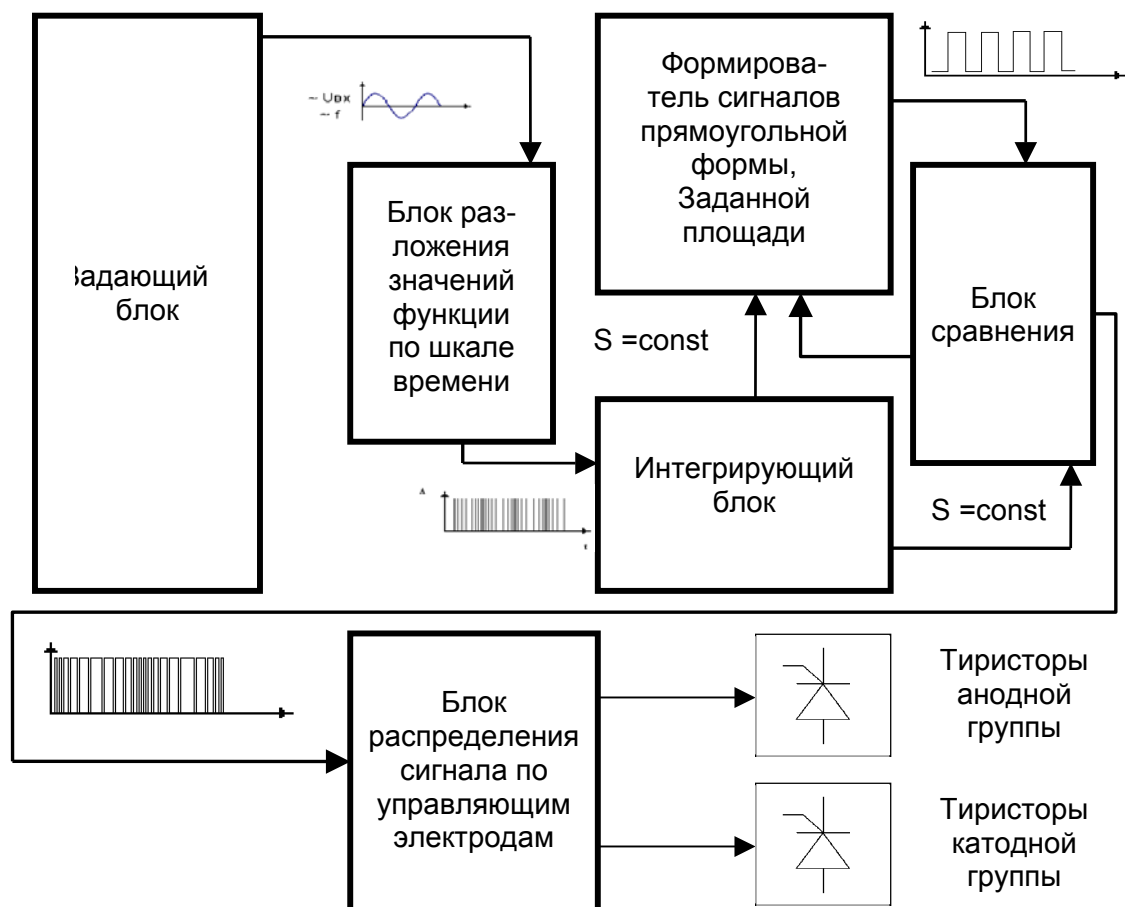 Задающий
блок
~ Uвх
~ f
Блок раз-
ложения
значений
функции
по шкале
времени
Формирова-
тель сигналов
прямоугольной
формы,
Заданной
площади
Блок
сравнения
S =const
Интегрирующий
блок
S =const
A
t
Блок
распределения
сигнала по
управляющим
электродам
Тиристоры
анодной
группы
Тиристоры
катодной
группы